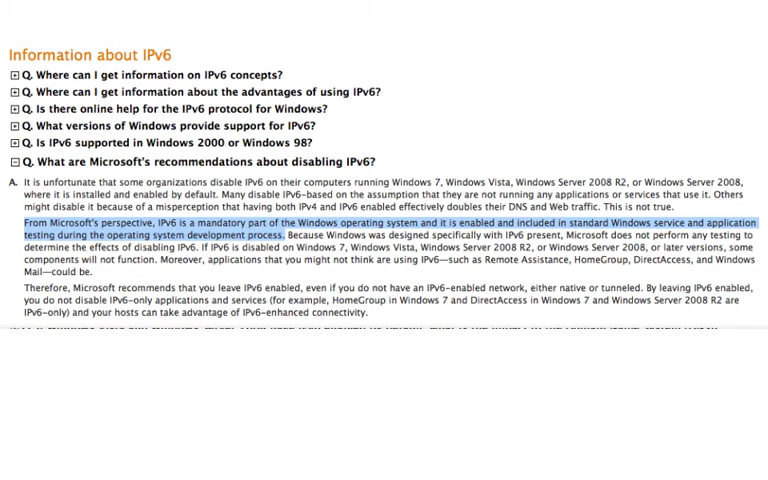 Information about IPv6
Q. Where can I get information on IPv6 concepts?
Q. Where can I get information about the advantages of using IPv6?
Q. Is there online help for the IPv6 protocol for Windows?
Q. What versions of Windows provide support for IPv6?
Q. Is IPv6 supported in Windows 2000 or Windows 98?
Q. What are Microsoft's recommendations about disabling IPv6?
A. It is unfortunate that some organizations disable IPv6 on their computers running Windows 7, Windows Vista, Windows Server 2008 R2, or Windows Server 2008,
where it is installed and enabled by default. Many disable IPv6-based on the assumption that they are not running any applications or services that use it. Others
might disable it because of a misperception that having both IPv4 and IPv6 enabled effectively doubles their DNS and Web traffic. This is not true.
From Microsoft's perspective, IPv6 is a mandatory part of the Windows operating system and it is enabled and included in standard Windows service and application
testing during the operating system development process. Because Windows was designed specifically with IPv6 present, Microsoft does not perform any testing to
determine the effects of disabling IPv6. If IPv6 is disabled on Windows 7, Windows Vista, Windows Server 2008 R2, or Windows Server 2008, or later versions, some
components will not function. Moreover, applications that you might not think are using IPv6—such as Remote Assistance, HomeGroup, DirectAccess, and Windows
Mail—could be.
Therefore, Microsoft recommends that you leave IPv6 enabled, even if you do not have an IPv6-enabled network, either native or tunneled. By leaving IPv6 enabled,
you do not disable IPv6-only applications and services (for example, HomeGroup in Windows 7 and DirectAccess in Windows 7 and Windows Server 2008 R2 are
IPv6-only) and your hosts can take advantage of IPv6-enhanced connectivity.